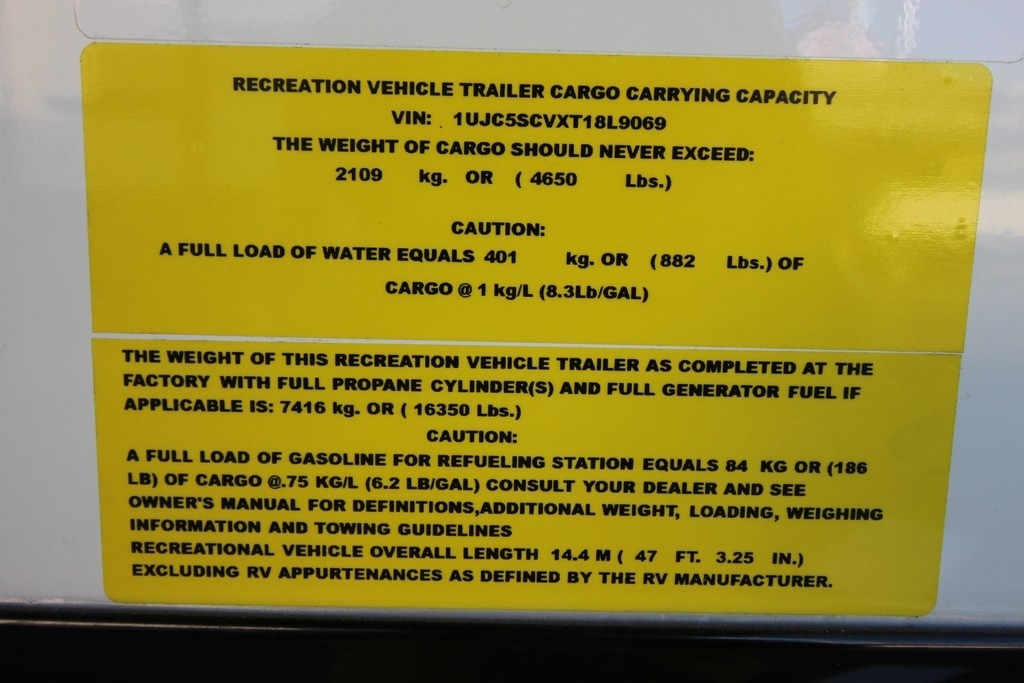 RECREATION VEHICLE TRAILER CARGO CARRYING CAPACITY
VIN: 1UJC5SCVXT18L9069
THE WEIGHT OF CARGO SHOULD NEVER EXCEED:
2109 kg. OR ( 4650 Lbs.)
CAUTION:
A FULL LOAD OF WATER EQUALS 401 kg. OR (882 Lbs.) OF
CARGO @ 1 kg/L (8.3Lb/GAL)
THE WEIGHT OF THIS RECREATION VEHICLE TRAILER AS COMPLETED AT THE
FACTORY WITH FULL PROPANE CYLINDER(S) AND FULL GENERATOR FUEL IF
APPLICABLE IS: 7416 kg. OR ( 16350 Lbs.)
CAUTION:
A FULL LOAD OF GASOLINE FOR REFUELING STATION EQUALS 84 KG OR (186
LB) OF CARGO @.75 KG/L (6.2 LB/GAL) CONSULT YOUR DEALER AND SEE
OWNER'S MANUAL FOR DEFINITIONS,ADDITIONAL WEIGHT, LOADING, WEIGHING
INFORMATION AND TOWING GUIDELINES
RECREATIONAL VEHICLE OVERALL LENGTH 14.4 M ( 47 FT. 3.25 IN.)
EXCLUDING RV APPURTENANCES AS DEFINED BY THE RV MANUFACTURER.